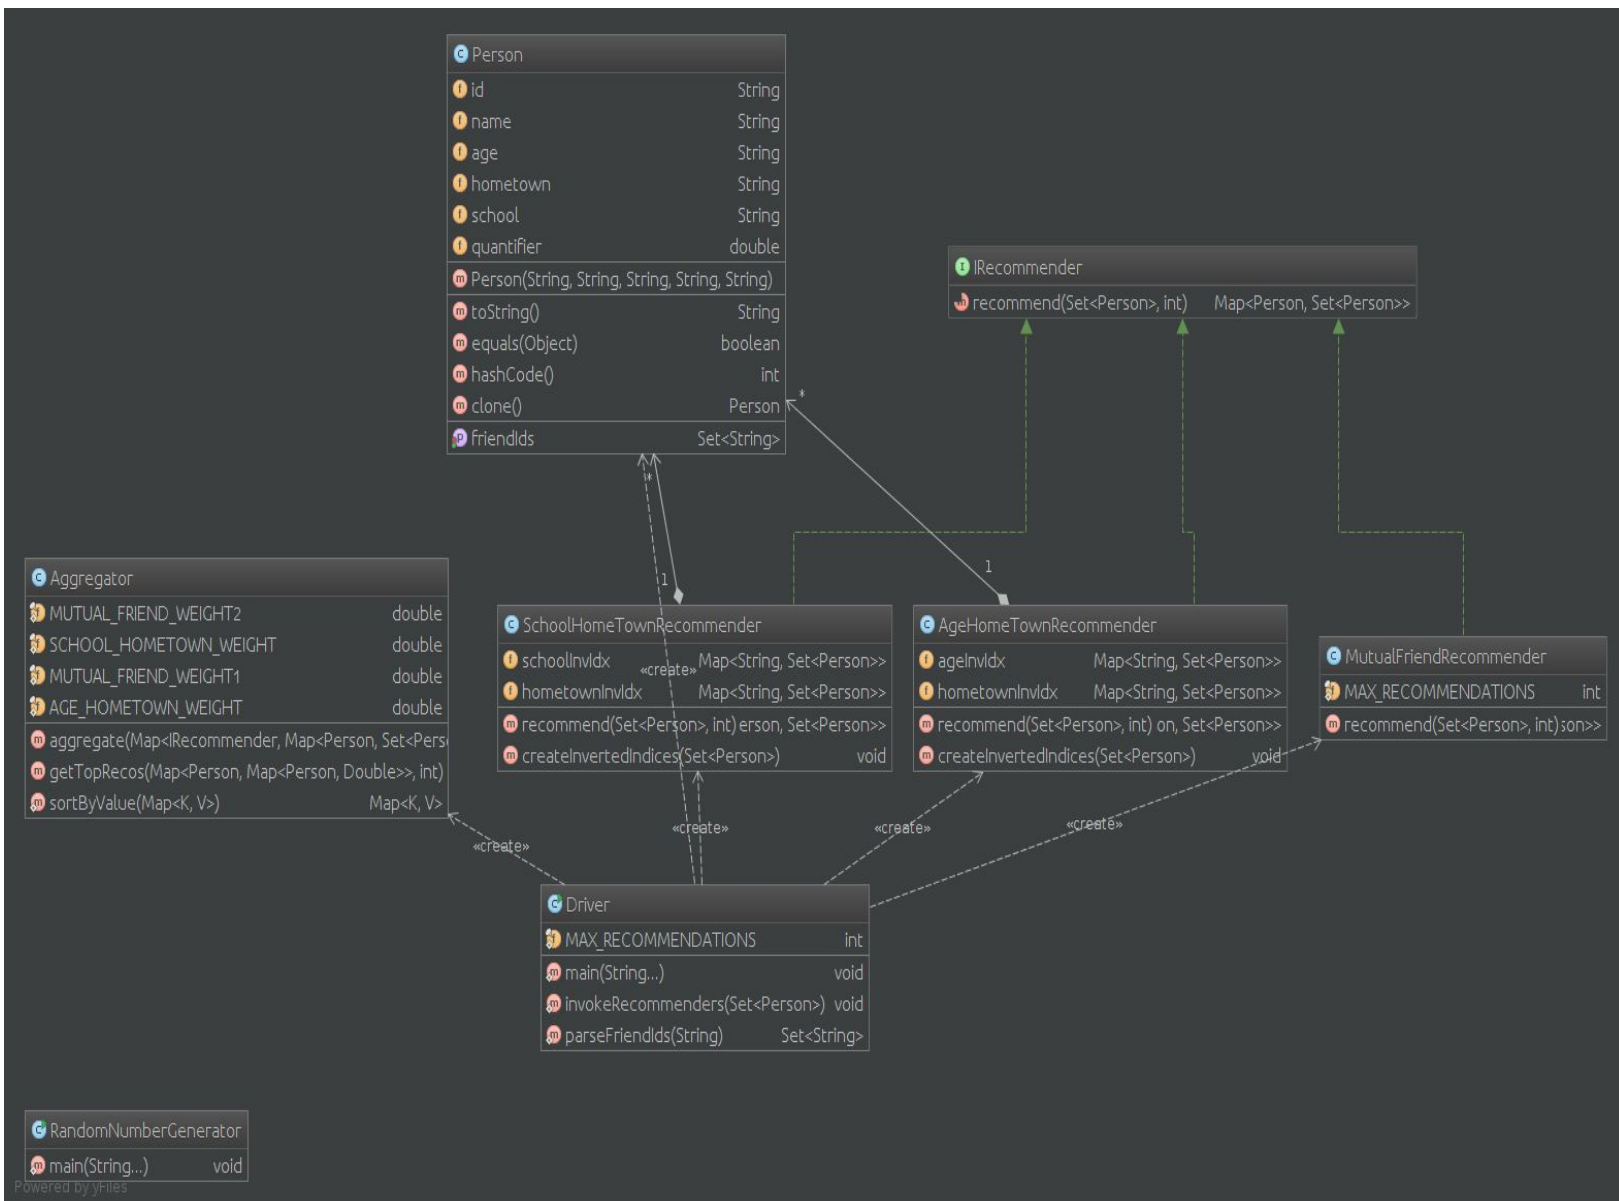 Person
id String
name String
age String
hometown String
school String
quantifier double
Person(String, String, String, String, String)
toString() String
equals(Object) boolean
hashCode() int
clone() Person
friendIds Set<String>
IRecommender
recommend(Set<Person>, int) Map<Person, Set<Person>>
*
*
1
1
Aggregator
MUTUAL_FRIEND_WEIGHT2 double
SCHOOL_HOMETOWN_WEIGHT double
MUTUAL_FRIEND_WEIGHT1 double
AGE_HOMETOWN_WEIGHT double
aggregate(Map<IRecommender, Map<Person, Set<Pers
getTopRecos(Map<Person, Map<Person, Double>>, int)
sortByValue(Map<K, V>) Map<K, V>
SchoolHomeTownRecommender
schoolInvIdx Map<String, Set<Person>>
hometownInvIdx Map<String, Set<Person>>
recommend(Set<Person>, int) erson, Set<Person>>
createInvertedIndices(Set<Person>) void
«create»
AgeHomeTownRecommender
ageInvIdx Map<String, Set<Person>>
hometownInvIdx Map<String, Set<Person>>
recommend(Set<Person>, int) on, Set<Person>>
createInvertedIndices(Set<Person>) void
MutualFriendRecommender
MAX_RECOMMENDATIONS int
recommend(Set<Person>, int) son>>
«create»
«create»
«create»
«create»
Driver
MAX_RECOMMENDATIONS int
main(String...) void
invokeRecommenders(Set<Person>) void
parseFriendIds(String) Set<String>
RandomNumberGenerator
main(String...) void
Powered by yFiles